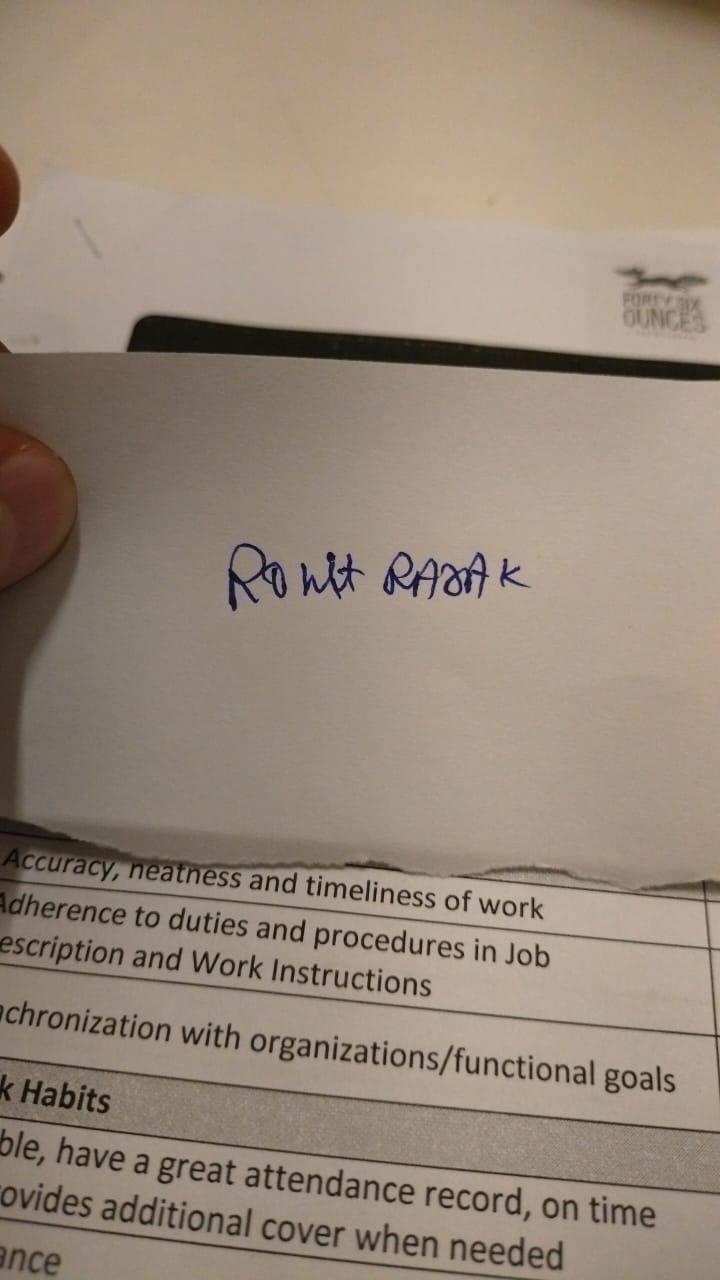 FORTY SIX
OUNCES
Rohit RAJAK
Accuracy, neatness and timeliness of work
Adherence to duties and procedures in Job
escription and Work Instructions
nchronization with organizations/functional goals
k Habits
ble, have a great attendance record, on time
ovides additional cover when needed
ance